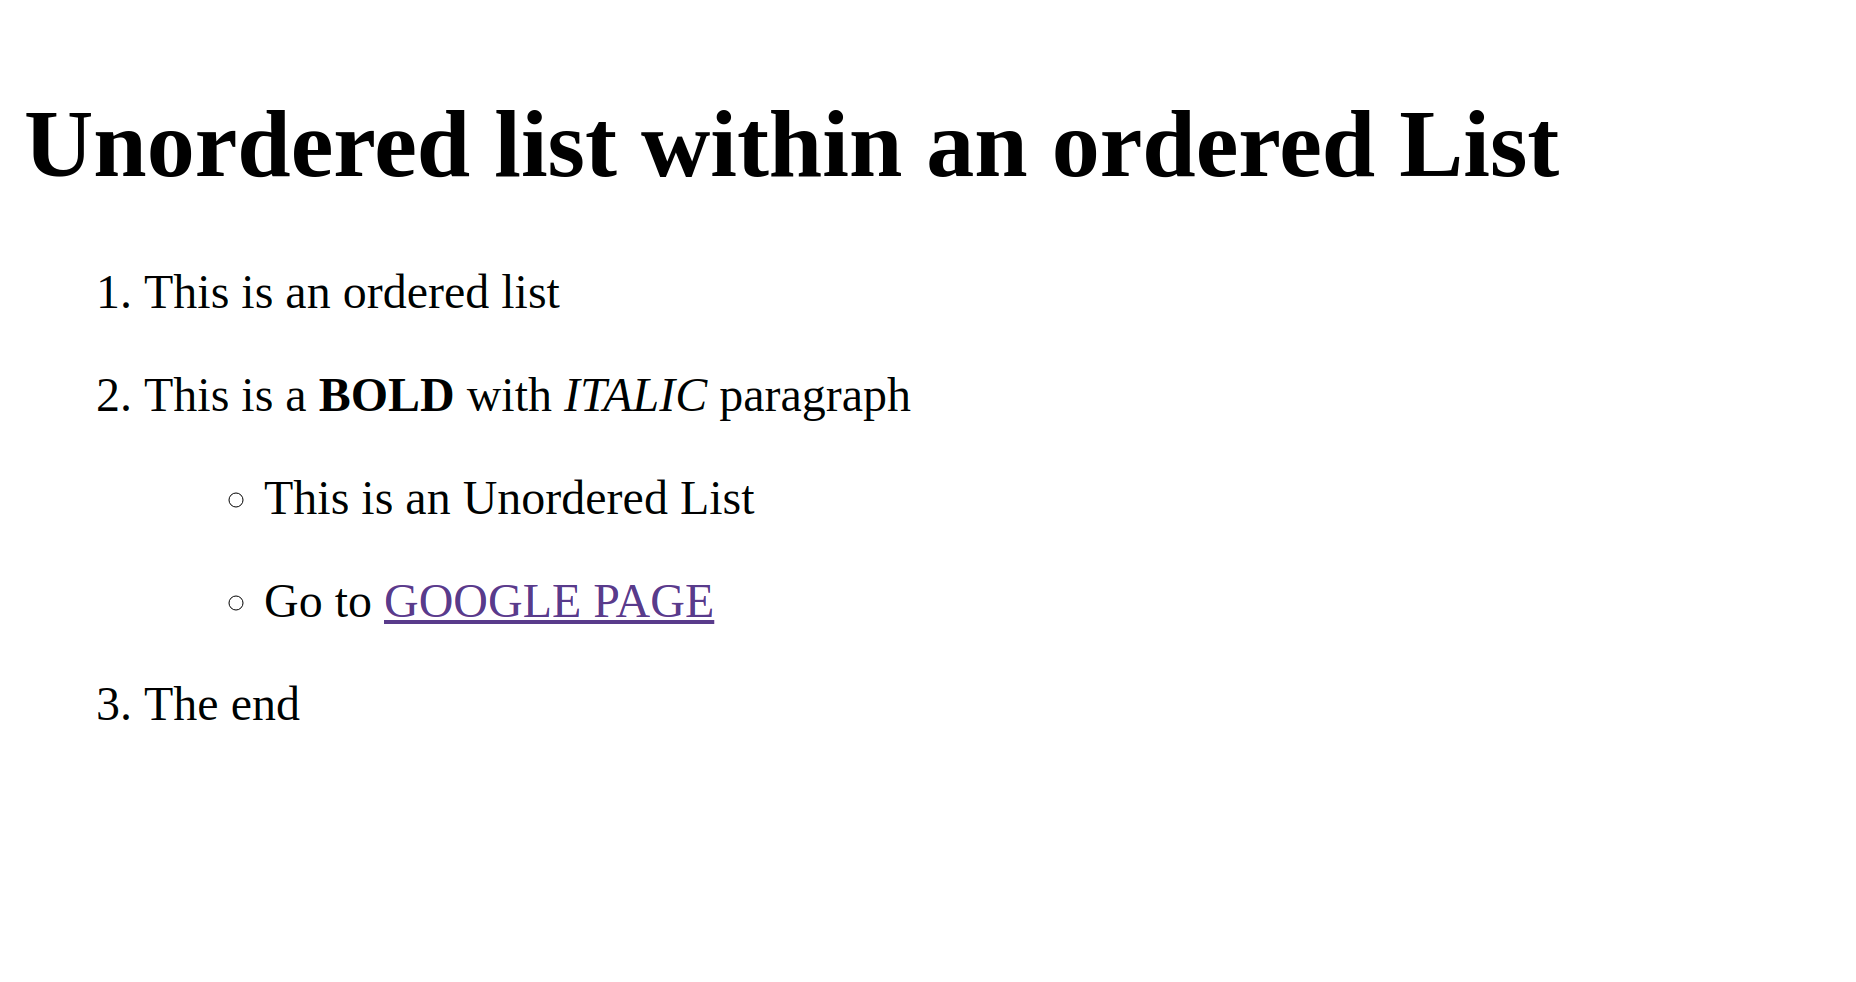 Unordered list within an ordered List
1. This is an ordered list
2. This is a BOLD with ITALIC paragraph
○ This is an Unordered List
○ Go to GOOGLE PAGE
3. The end